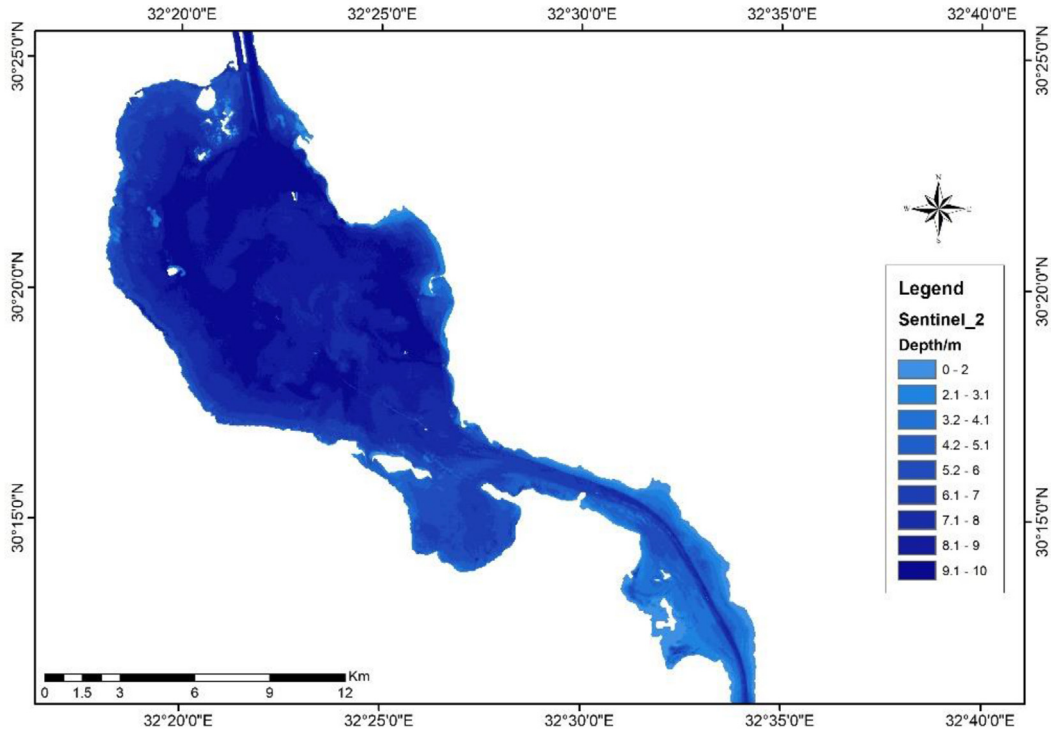 32°20'0"E 32°25'0"E 32°30'0"E 32°35'0"E 32°40'0"E
30°25'0"N 30°25'0"N
N
W E
S
30°20'0"N 30°20'0"N
Legend
Sentinel_2
Depth/m
0 - 2
2.1 - 3.1
3.2 - 4.1
4.2 - 5.1
5.2 - 6
6.1 - 7
7.1 - 8
8.1 - 9
9.1 - 10
30°15'0"N 30°15'0"N
Km
0 1.5 3 6 9 12
32°20'0"E 32°25'0"E 32°30'0"E 32°35'0"E 32°40'0"E